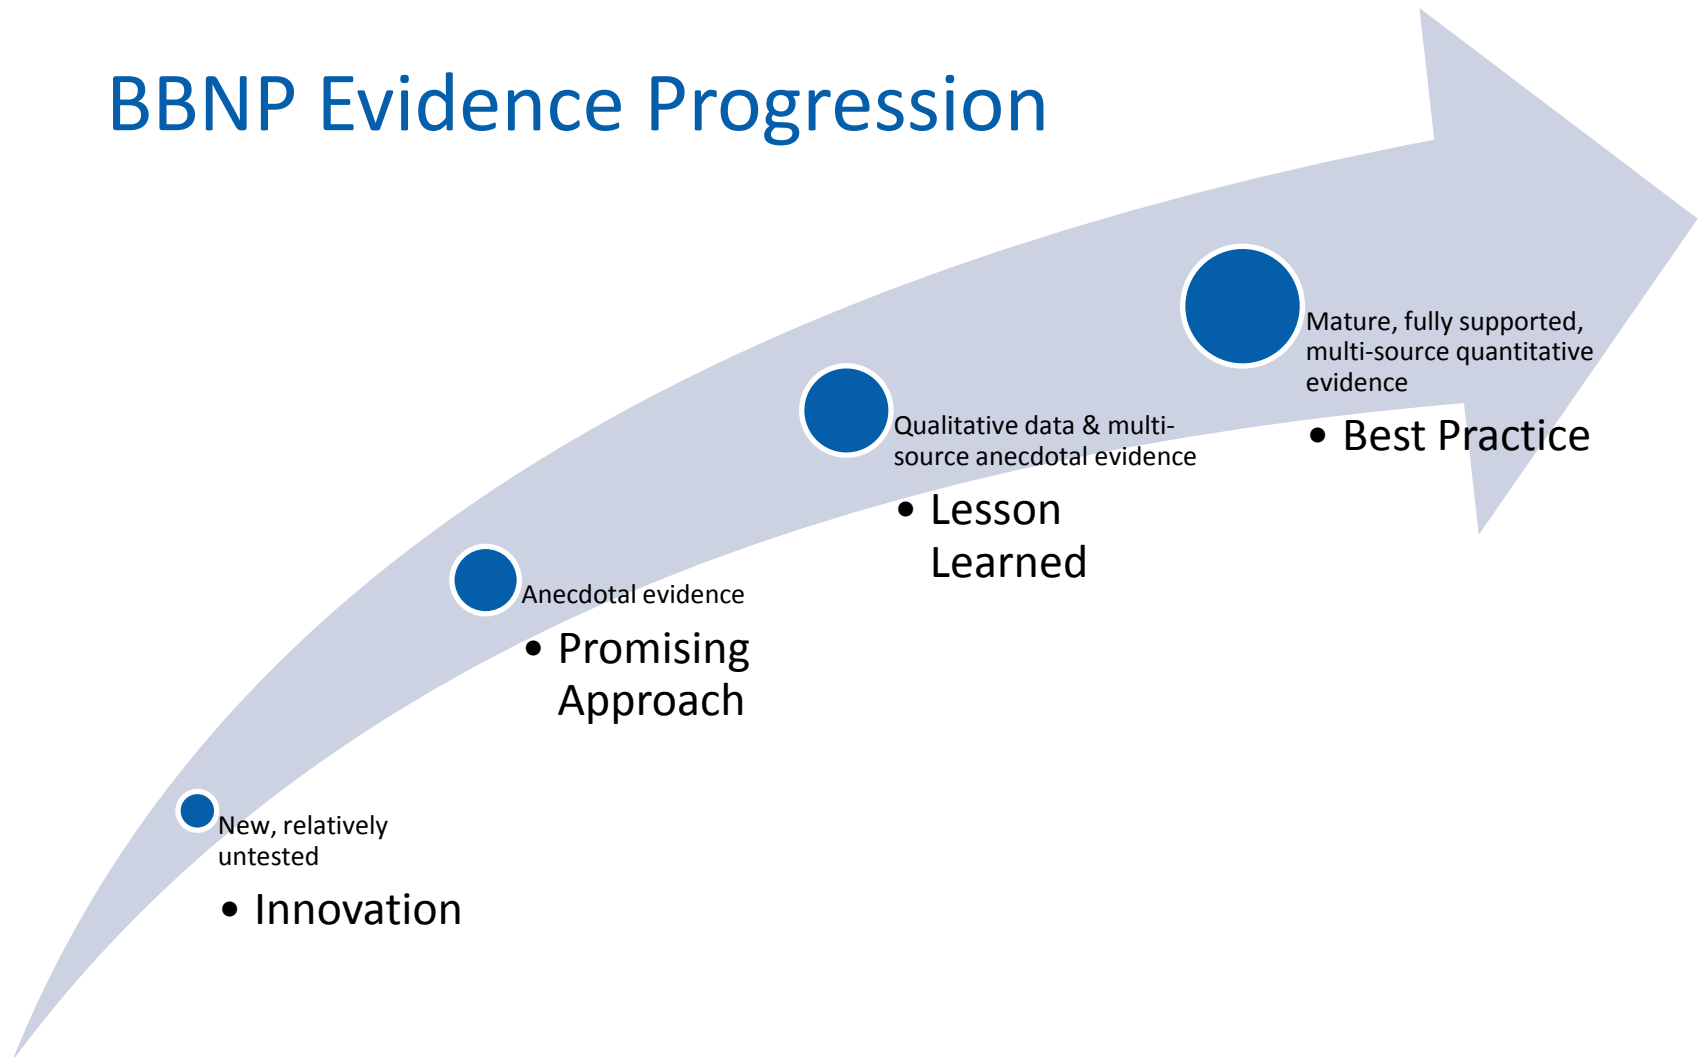 BBNP Evidence Progression
Mature, fully supported,
multi-source quantitative
evidence
• Best Practice
Qualitative data & multi-
source anecdotal evidence
• Lesson
Learned
Anecdotal evidence
• Promising
Approach
New, relatively
untested
• Innovation